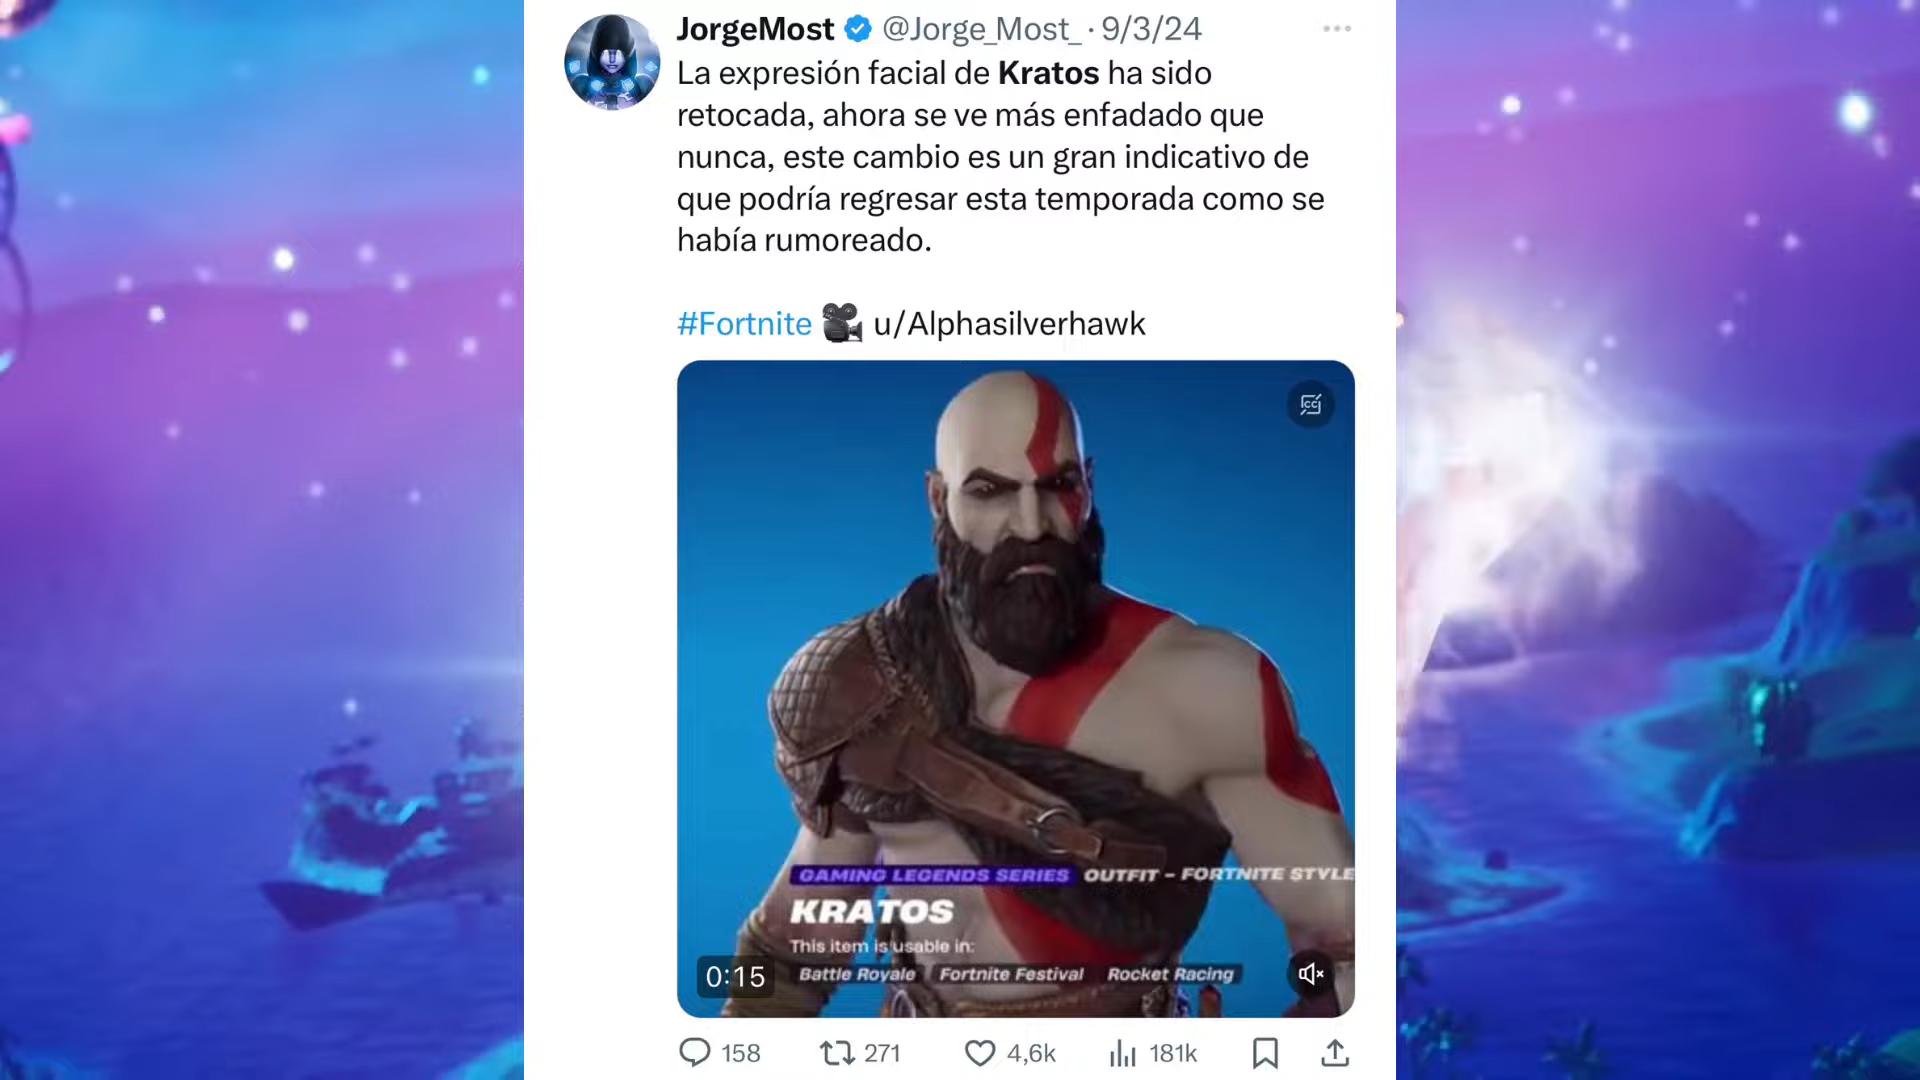 JorgeMost @Jorge_Most_ · 9/3/24
La expresión facial de Kratos ha sido
retocada, ahora se ve más enfadado que
nunca, este cambio es un gran indicativo de
que podría regresar esta temporada como se
había rumoreado.
#Fortnite u/Alphasilverhawk
CC
GAMING LEGENDS SERIES OUTFIT - FORTNITE STYLE
KRATOS
This item is usable in:
Battle Royale Fortnite Festival Rocket Racing
0:15
158 271 4,6k 181k